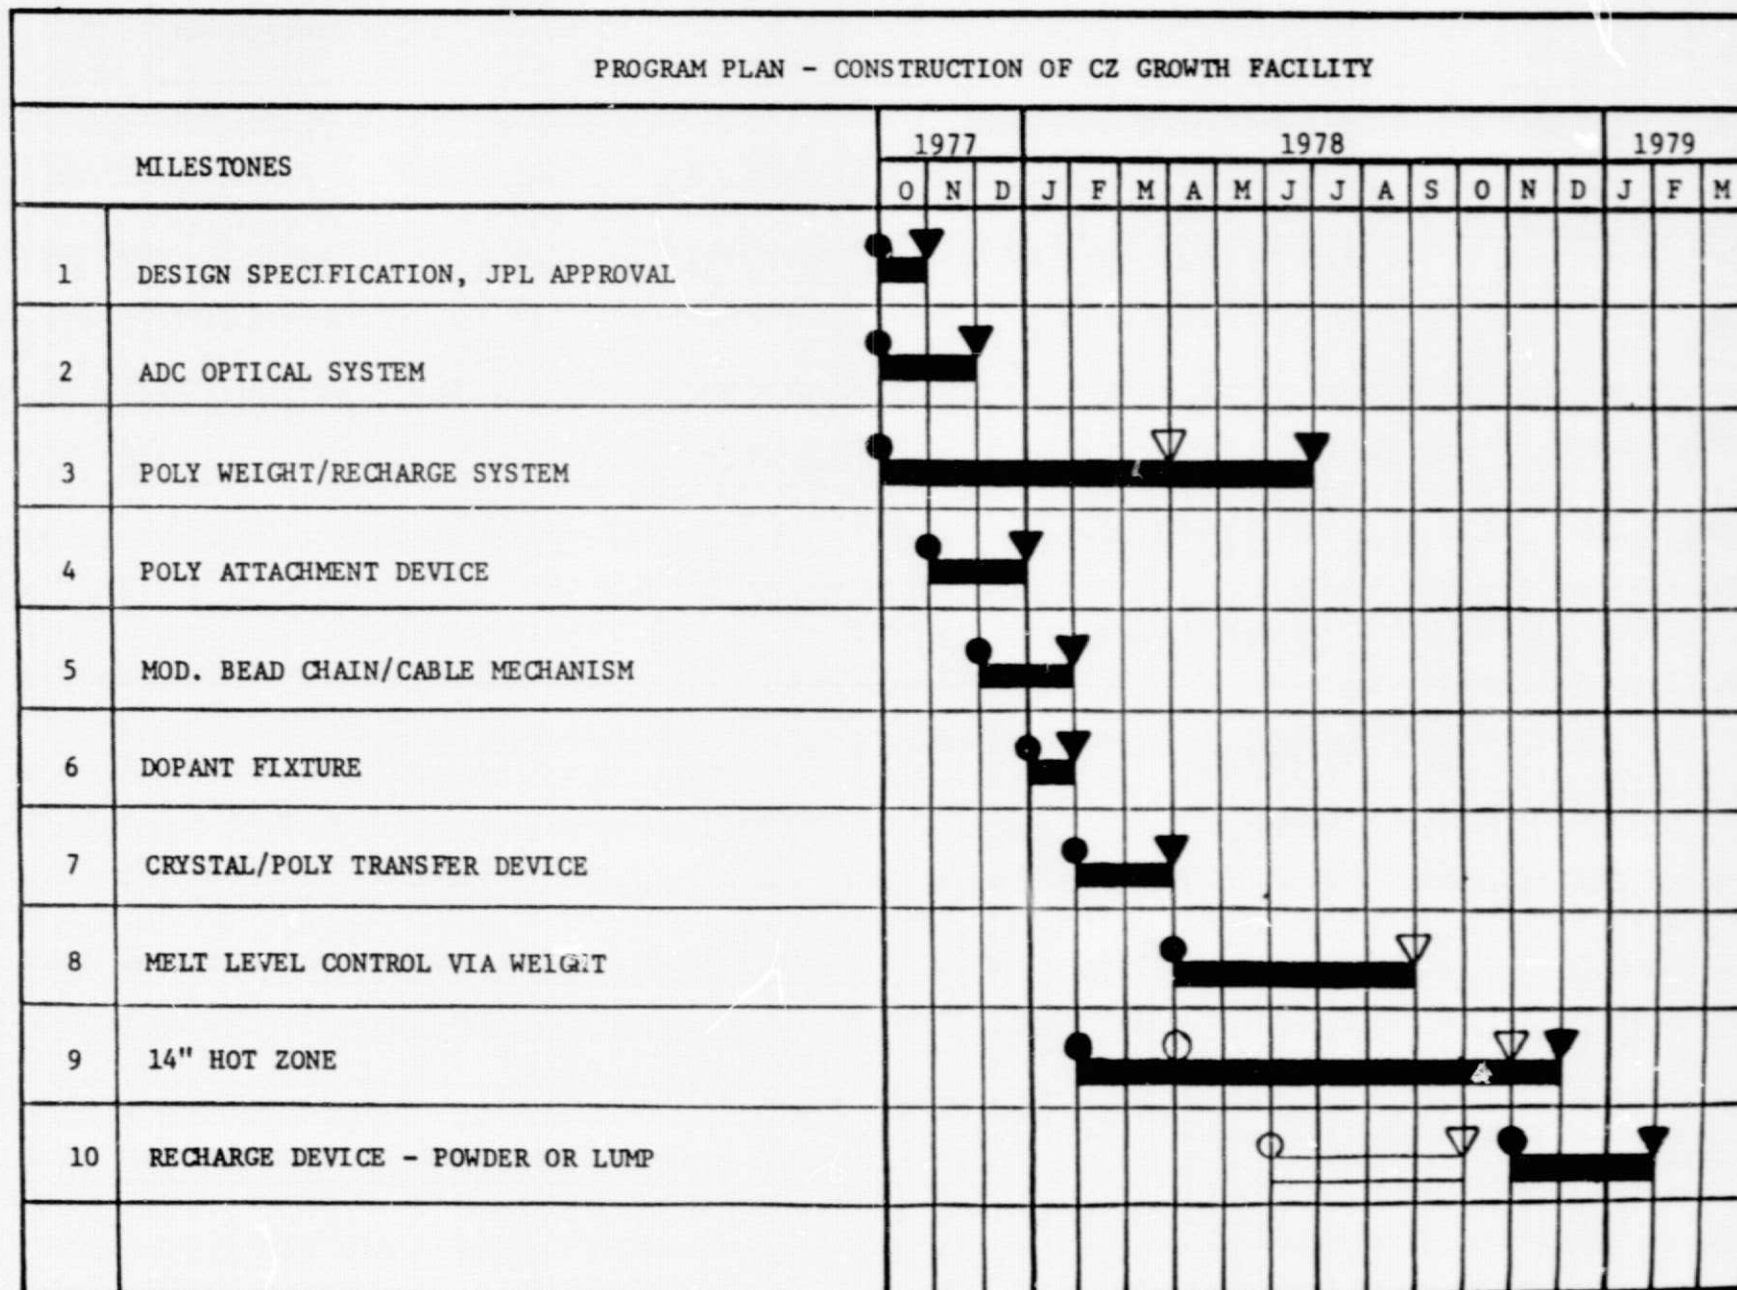 PROGRAM PLAN - CONSTRUCTION OF CZ GROWTH FACILITY
MILESTONES
1977 1978 1979
O N D J F M A M J J A S O N D J F M
1 DESIGN SPECIFICATION, JPL APPROVAL
2 ADC OPTICAL SYSTEM
3 POLY WEIGHT/RECHARGE SYSTEM
4 POLY ATTACHMENT DEVICE
5 MOD. BEAD CHAIN/CABLE MECHANISM
6 DOPANT FIXTURE
7 CRYSTAL/POLY TRANSFER DEVICE
8 MELT LEVEL CONTROL VIA WEIGHT
9 14" HOT ZONE
10 RECHARGE DEVICE - POWDER OR LUMP